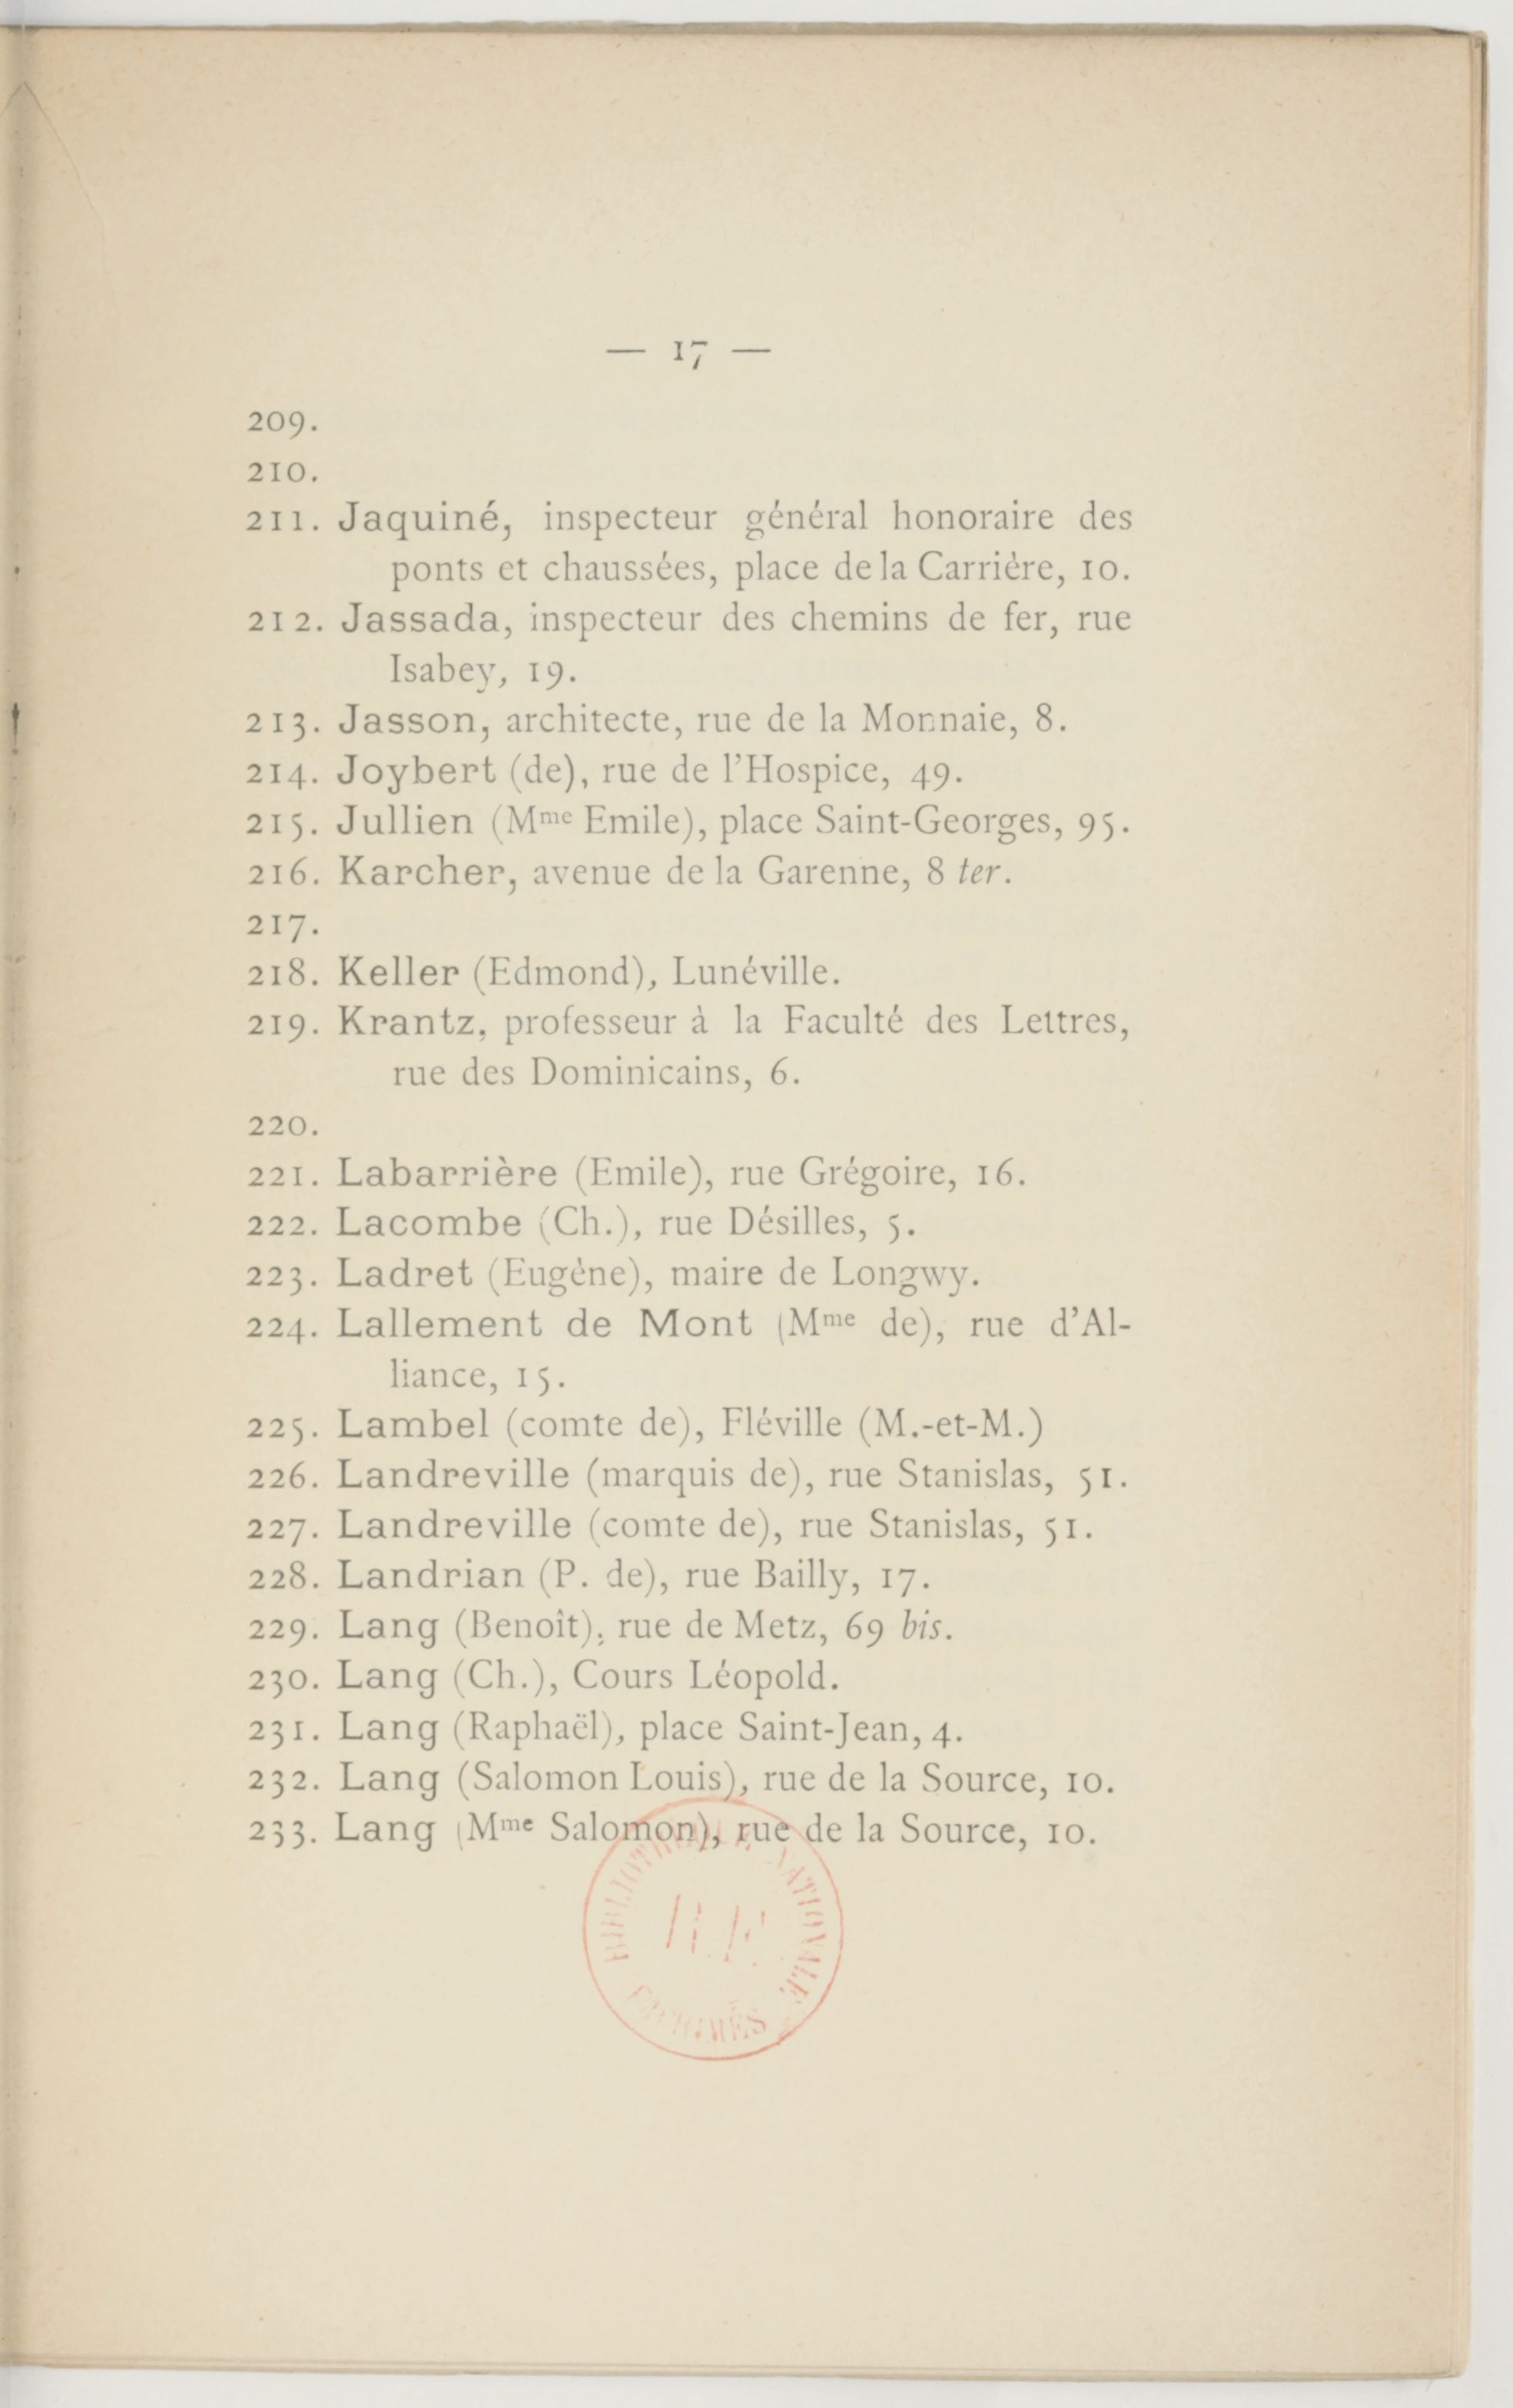 — 17 —
209.
210.
211. Jaquiné, inspecteur général honoraire des
ponts et chaussées, place de la Carrière, 10.
212. Jassada, inspecteur des chemins de fer, rue
Isabey, 19.
213. Jasson, architecte, rue de la Monnaie, 8.
214. Joybert (de), rue de l'Hospice, 49.
215. Jullien (Mme Emile), place Saint-Georges, 95.
216. Karcher, avenue de la Garenne, 8 ter.
217.
218. Keller (Edmond), Lunéville.
219. Krantz, professeur à la Faculté des Lettres,
rue des Dominicains, 6.
220.
221. Labarrière (Emile), rue Grégoire, 16.
222. Lacombe (Ch.), rue Désilles, 5.
223. Ladret (Eugène), maire de Longwy.
224. Lallement de Mont (Mme de), rue d'Al-
liance, 15.
225. Lambel (comte de), Fléville (M.-et-M.)
226. Landreville (marquis de), rue Stanislas, 51.
227. Landreville (comte de), rue Stanislas, 51.
228. Landrian (P. de), rue Bailly, 17.
229. Lang (Benoît), rue de Metz, 69 bis.
230. Lang (Ch.), Cours Léopold.
231. Lang (Raphaël), place Saint-Jean, 4.
232. Lang (Salomon Louis), rue de la Source, 10.
233. Lang (Mme Salomon), rue de la Source, 10.
BIBLIOTHÈQUE NATIONALE
R.F.
IMPRIMÉS